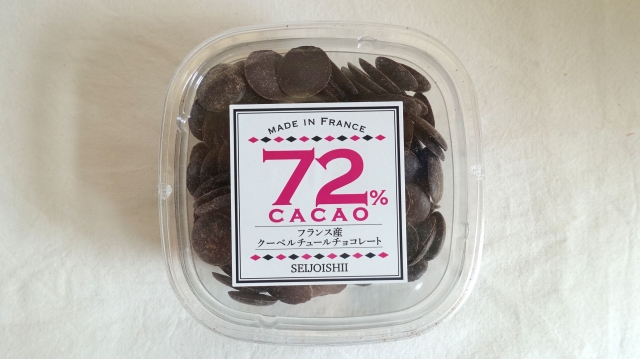 MADE IN FRANCE
72%
CACAO
フランス産
クーベルチュールチョコレート
SEIJOISHII